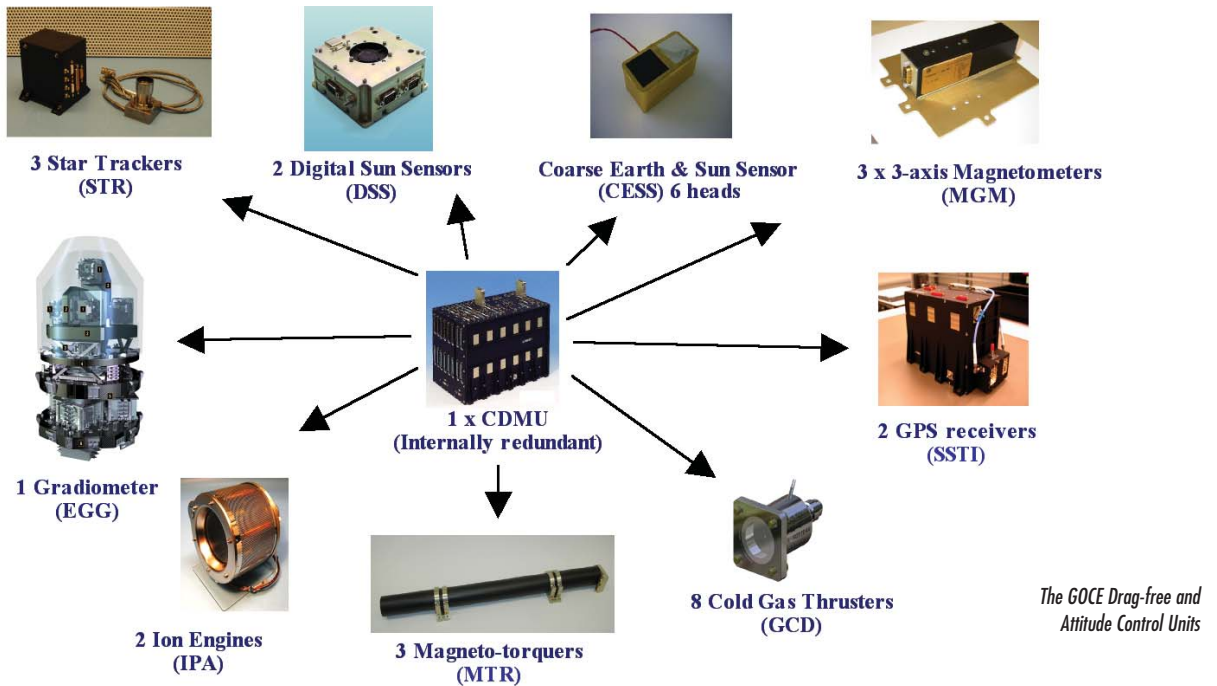 3 Star Trackers
(STR)
2 Digital Sun Sensors
(DSS)
Coarse Earth & Sun Sensor
(CESS) 6 heads
3 x 3-axis Magnetometers
(MGM)
1 x CDMU
(Internally redundant)
2 GPS receivers
(SSTI)
1 Gradiometer
(EGG)
2 Ion Engines
(IPA)
3 Magneto-torquers
(MTR)
8 Cold Gas Thrusters
(GCD)
The GOCE Drag-free and
Attitude Control Units